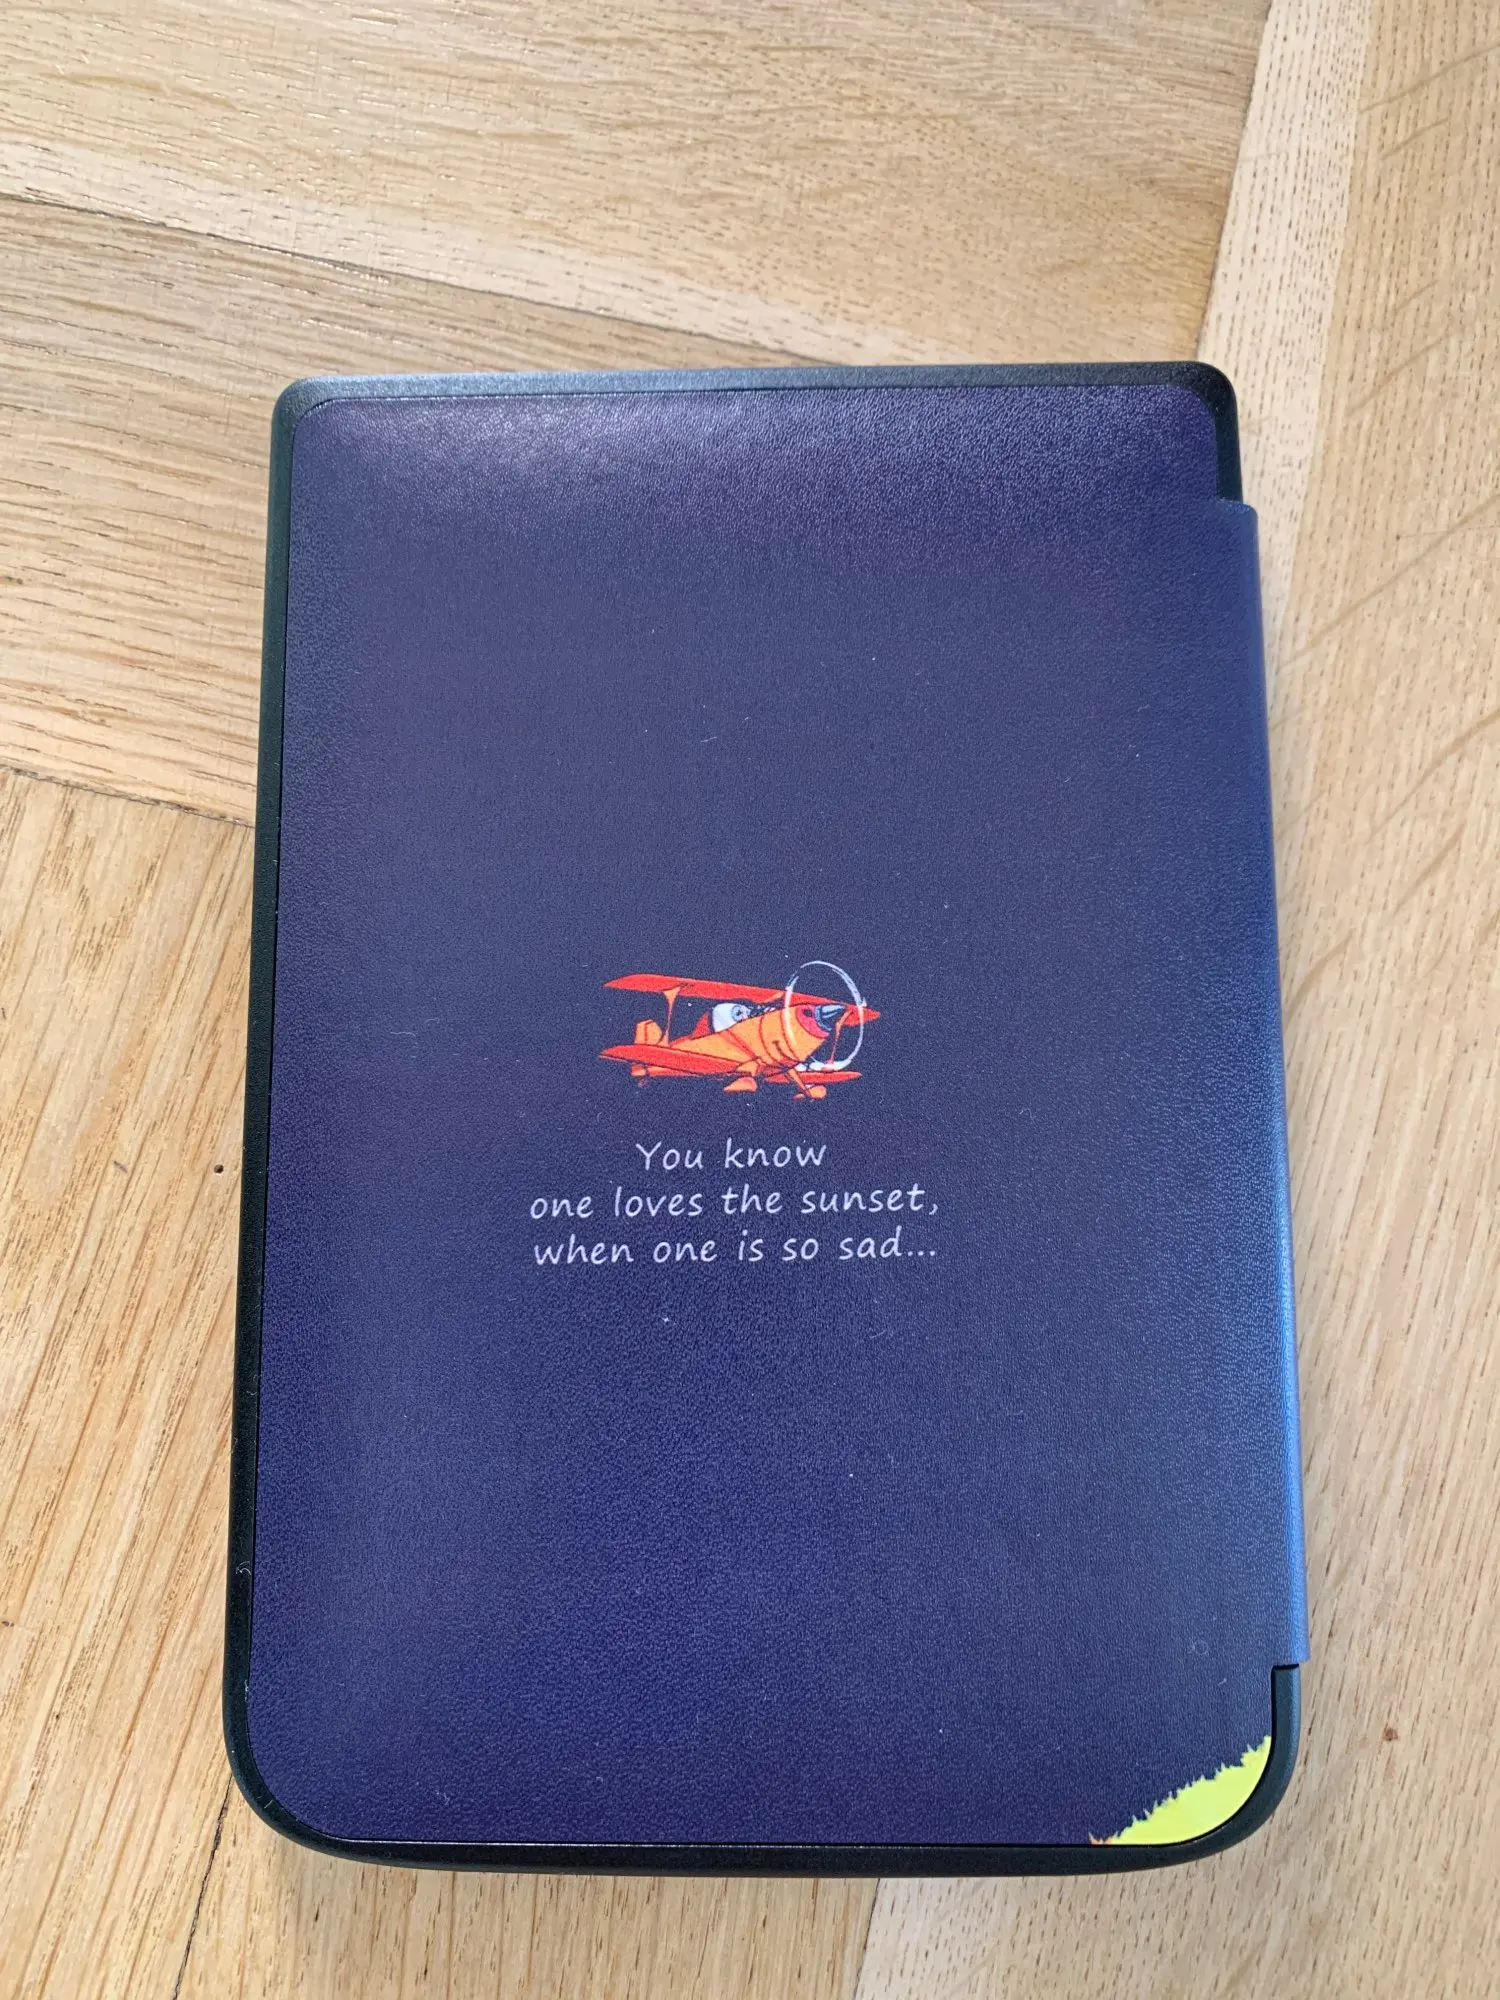 You know
one loves the sunset,
when one is so sad...